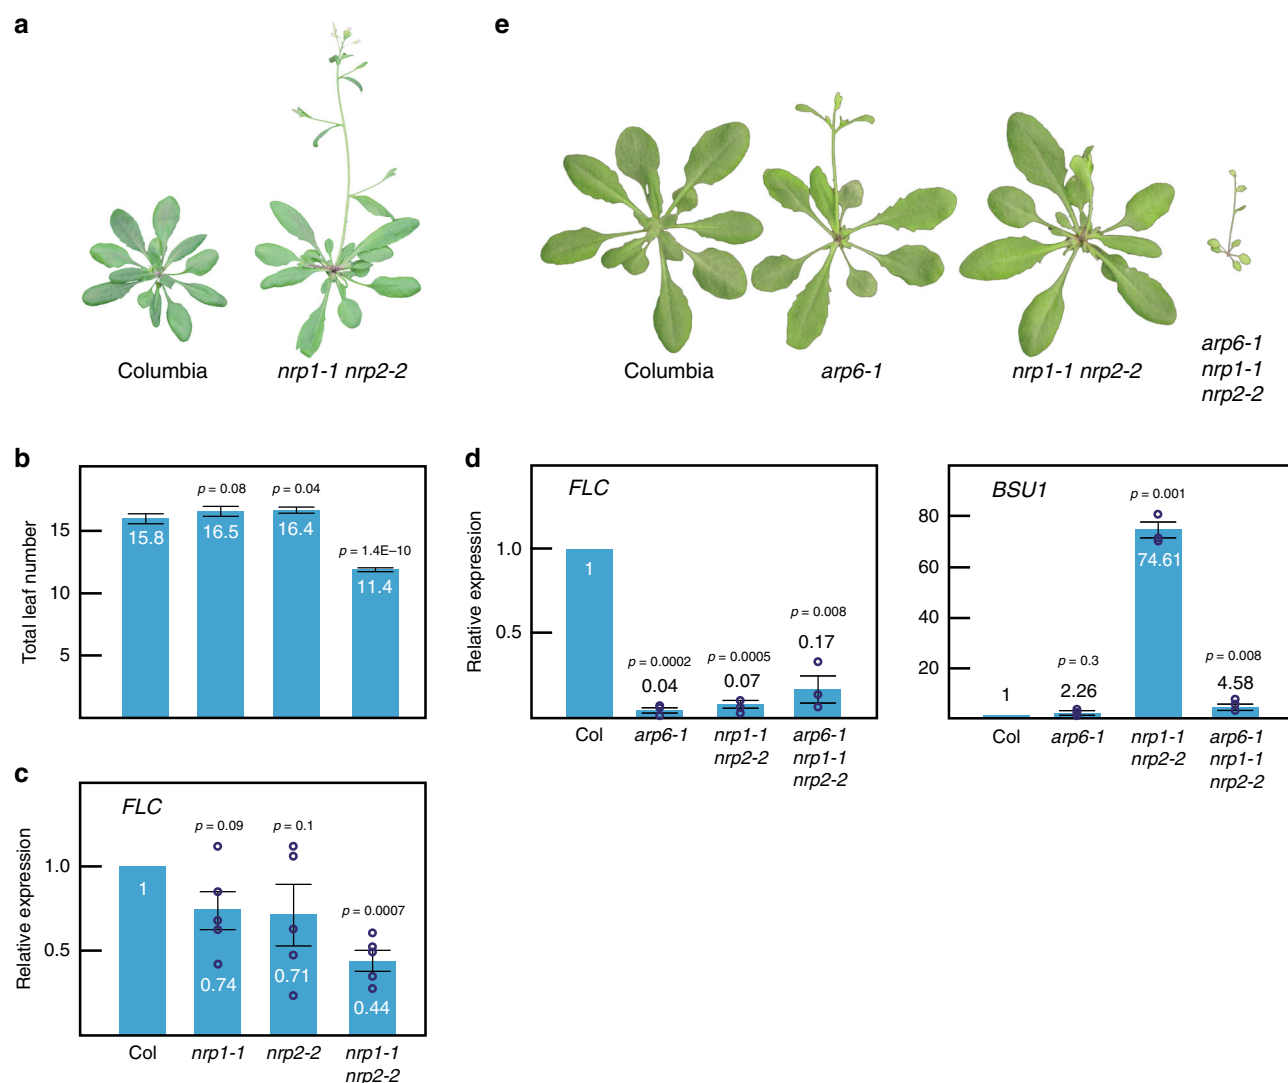 a
Columbia
nrp1-1 nrp2-2
e
Columbia
arp6-1
nrp1-1 nrp2-2
arp6-1
nrp1-1
nrp2-2
b
Total leaf number
15
10
5
15.8
p = 0.08
16.5
p = 0.04
16.4
p = 1.4E–10
11.4
c
Relative expression
FLC
1.0
0.5
1
p = 0.09
0.74
p = 0.1
0.71
p = 0.0007
0.44
Col
nrp1-1
nrp2-2
nrp1-1
nrp2-2
d
Relative expression
FLC
1.0
0.5
1
p = 0.0002
0.04
p = 0.0005
0.07
p = 0.008
0.17
Col
arp6-1
nrp1-1
nrp2-2
arp6-1
nrp1-1
nrp2-2
BSU1
80
60
40
20
1
p = 0.3
2.26
p = 0.001
74.61
p = 0.008
4.58
Col
arp6-1
nrp1-1
nrp2-2
arp6-1
nrp1-1
nrp2-2